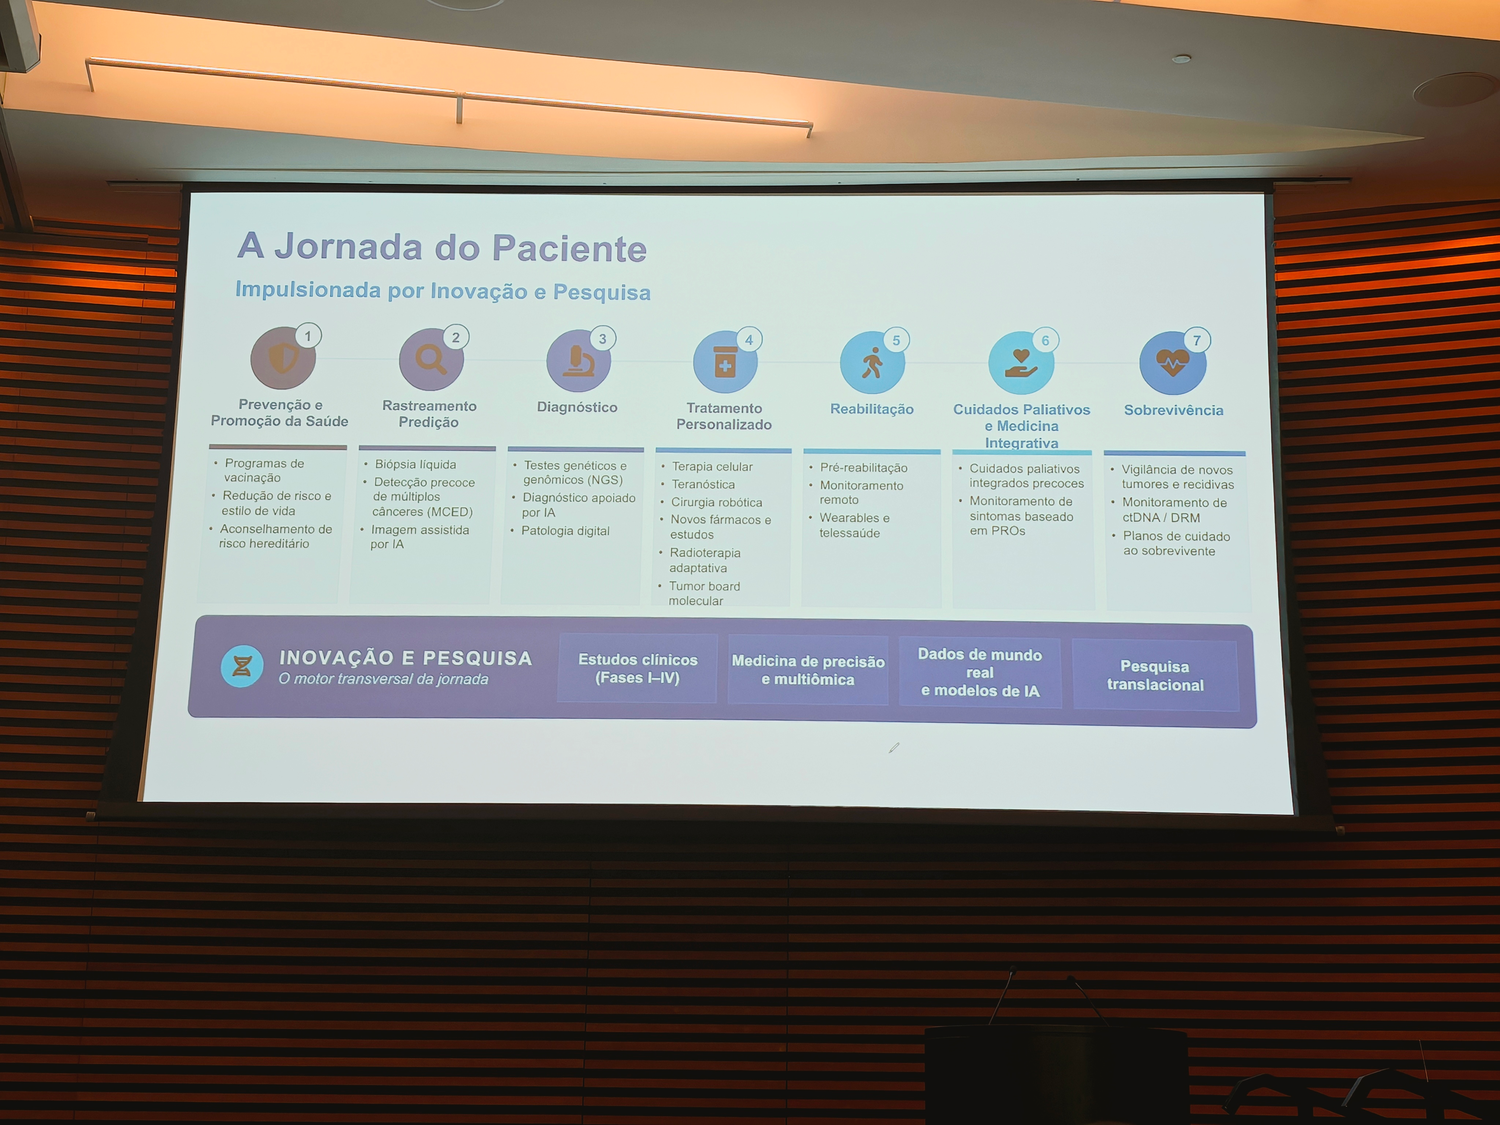 A Jornada do Paciente
Impulsionada por Inovação e Pesquisa
1
Prevenção e
Promoção da Saúde
• Programas de
vacinação
• Redução de risco e
estilo de vida
• Aconselhamento de
risco hereditário
2
Rastreamento
Predição
• Biópsia líquida
• Detecção precoce
de múltiplos
cânceres (MCED)
• Imagem assistida
por IA
3
Diagnóstico
• Testes genéticos e
genômicos (NGS)
• Diagnóstico apoiado
por IA
• Patologia digital
4
Tratamento
Personalizado
• Terapia celular
• Teranóstica
• Cirurgia robótica
• Novos fármacos e
estudos
• Radioterapia
adaptativa
• Tumor board
molecular
5
Reabilitação
• Pré-reabilitação
• Monitoramento
remoto
• Wearables e
telessaúde
6
Cuidados Paliativos
e Medicina
Integrativa
• Cuidados paliativos
integrados precoces
• Monitoramento de
sintomas baseado
em PROs
7
Sobrevivência
• Vigilância de novos
tumores e recidivas
• Monitoramento de
ctDNA / DRM
• Planos de cuidado
ao sobrevivente
INOVAÇÃO E PESQUISA
O motor transversal da jornada
Estudos clínicos
(Fases I–IV)
Medicina de precisão
e multiômica
Dados de mundo
real
e modelos de IA
Pesquisa
translacional